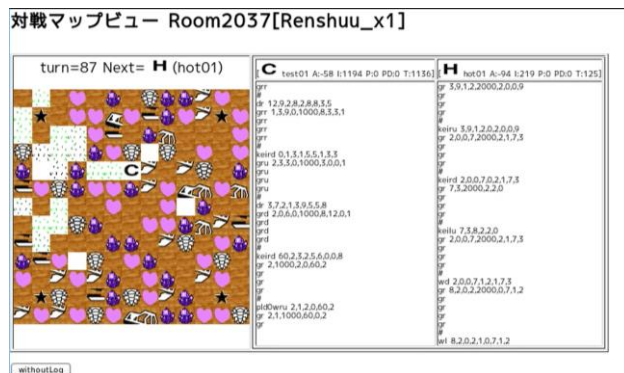 対戦マップビュー Room2037[Renshuu_x1]
turn=87 Next= H (hot01)
C
[ C test01 A:-58 I:1194 P:0 PD:0 T:1136]
grr
#
dr 12,9,2,8,2,8,8,3,5
grr 1,3,9,0,1000,8,3,3,1
grr
grr
grr
#
keird 0,1,3,1,5,5,1,3,3
gru 2,3,3,0,1000,3,0,0,1
gru
gru
gru
#
dr 3,7,2,1,3,9,5,5,8
grd 2,0,6,0,1000,8,12,0,1
grd
grd
grd
#
keird 60,2,3,2,5,6,0,0,8
gr 2,1000,2,0,60,2
gr
gr
gr
#
pld0wru 2,1,2,0,60,2
gr 2,1,1000,60,0,2
gr
[ H hot01 A:-94 I:219 P:0 PD:0 T:125]
gr 3,9,1,2,2000,2,0,0,9
gr
gr
gr
#
keiru 3,9,1,2,0,2,0,0,9
gr 2,0,0,7,2000,2,1,7,3
gr
gr
gr
#
keird 2,0,0,7,0,2,1,7,3
gr 7,3,2000,2,2,0
gr
gr
gr
#
keilu 7,3,8,2,2,0
gr 2,0,0,7,2000,2,1,7,3
gr
gr
gr
#
wd 2,0,0,7,1,2,1,7,3
gr 8,2,0,2,2000,0,7,1,2
gr
gr
gr
#
wl 8,2,0,2,1,0,7,1,2
withoutLog